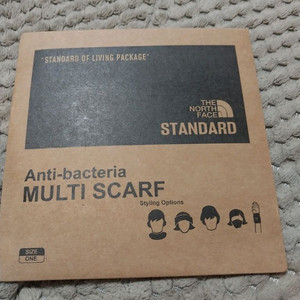 "STANDARD OF LIVING PACKAGE"
THE
NORTH
FACE
STANDARD
Anti-bacteria
MULTI SCARF
Styling Options
SIZE
ONE